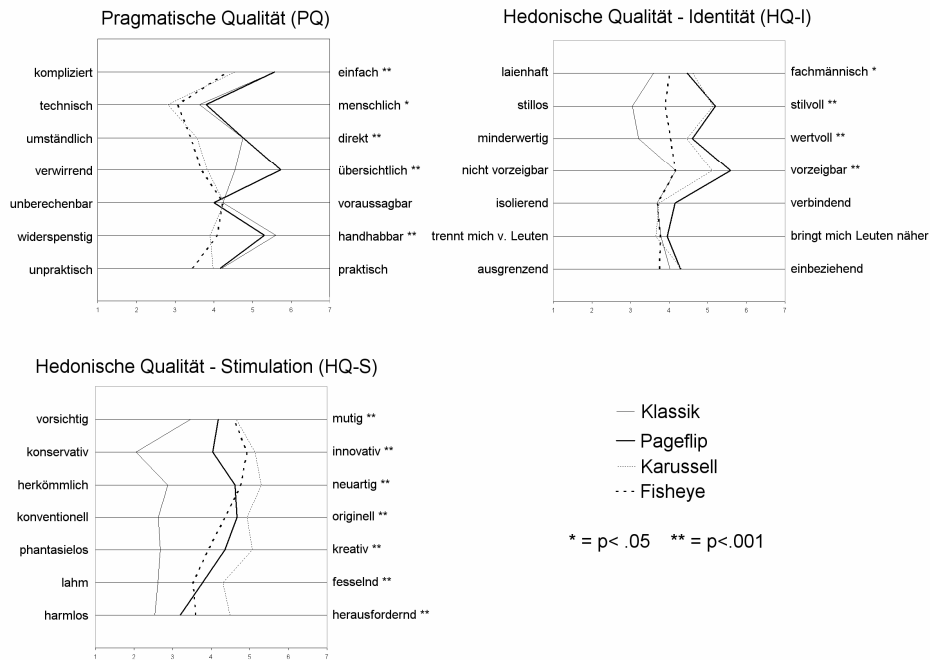 Pragmatische Qualität (PQ)
kompliziert einfach **
technisch menschlich *
umständlich direkt **
verwirrend übersichtlich **
unberechenbar voraussagbar
widerspenstig handhabbar **
unpraktisch praktisch
1 2 3 4 5 6 7
Hedonische Qualität - Identität (HQ-I)
laienhaft fachmännisch *
stillos stilvoll **
minderwertig wertvoll **
nicht vorzeigbar vorzeigbar **
isolierend verbindend
trennt mich v. Leuten bringt mich Leuten näher
ausgrenzend einbeziehend
1 2 3 4 5 6 7
Hedonische Qualität - Stimulation (HQ-S)
vorsichtig mutig **
konservativ innovativ **
herkömmlich neuartig **
konventionell originell **
phantasielos kreativ **
lahm fesselnd **
harmlos herausfordernd **
1 2 3 4 5 6 7
Klassik
Pageflip
Karussell
Fisheye
* = p< .05 ** = p<.001